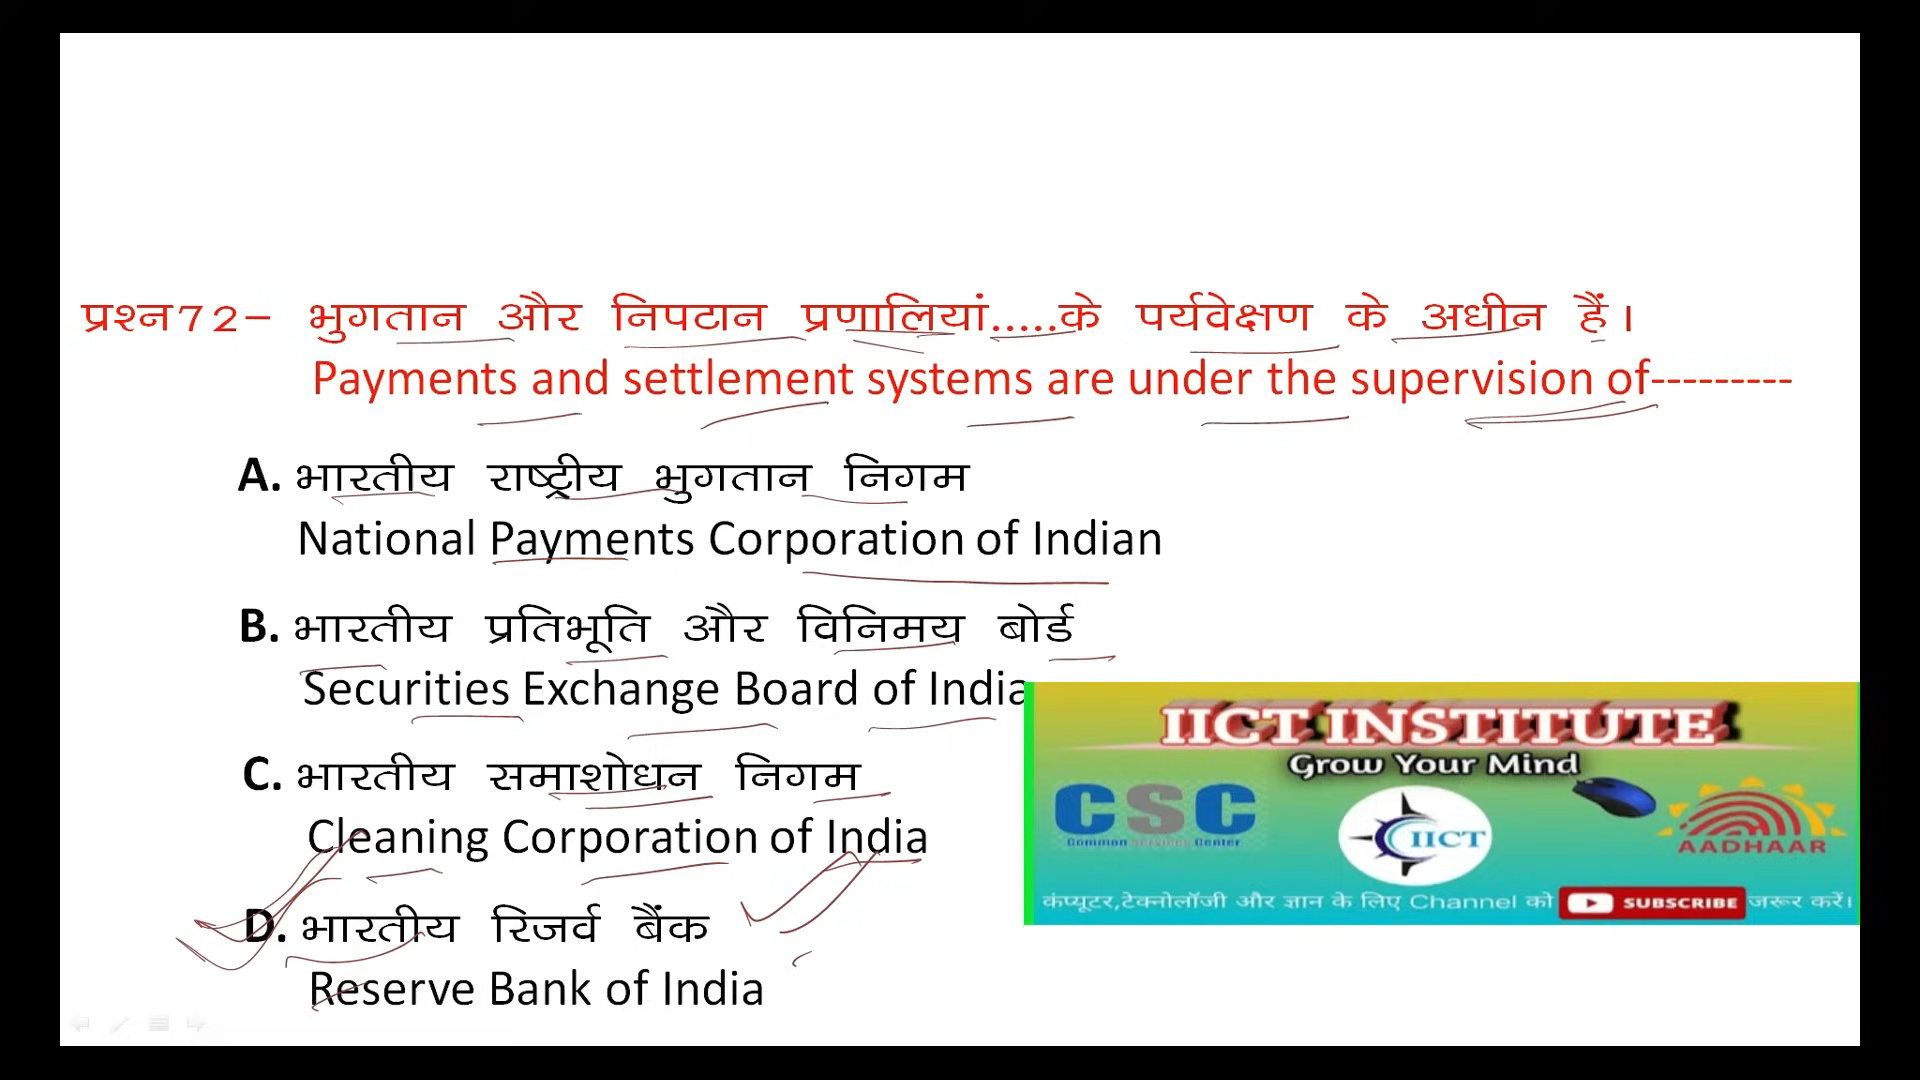 प्रश्न72- भुगतान और निपटान प्रणालियां.....के पर्यवेक्षण के अधीन हैं।
Payments and settlement systems are under the supervision of---------
A. भारतीय राष्ट्रीय भुगतान निगम
National Payments Corporation of Indian
B. भारतीय प्रतिभूति और विनिमय बोर्ड
Securities Exchange Board of India
C. भारतीय समाशोधन निगम
Cleaning Corporation of India
D. भारतीय रिजर्व बैंक
Reserve Bank of India
IICT INSTITUTE
Grow Your Mind
CSC
Common Services Center
IICT
AADHAAR
कंप्यूटर,टेक्नोलॉजी और ज्ञान के लिए Channel को SUBSCRIBE जरूर करें।